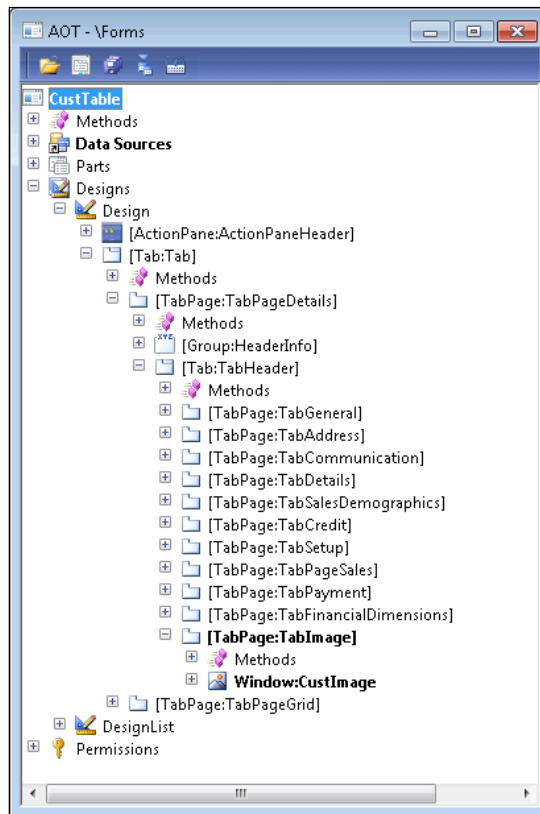 AOT - \Forms
CustTable
Methods
Data Sources
Parts
Designs
Design
[ActionPane:ActionPaneHeader]
[Tab:Tab]
Methods
[TabPage:TabPageDetails]
Methods
XYZ
[Group:HeaderInfo]
[Tab:TabHeader]
Methods
[TabPage:TabGeneral]
[TabPage:TabAddress]
[TabPage:TabCommunication]
[TabPage:TabDetails]
[TabPage:TabSalesDemographics]
[TabPage:TabCredit]
[TabPage:TabSetup]
[TabPage:TabPageSales]
[TabPage:TabPayment]
[TabPage:TabFinancialDimensions]
[TabPage:TabImage]
Methods
Window:CustImage
[TabPage:TabPageGrid]
DesignList
Permissions